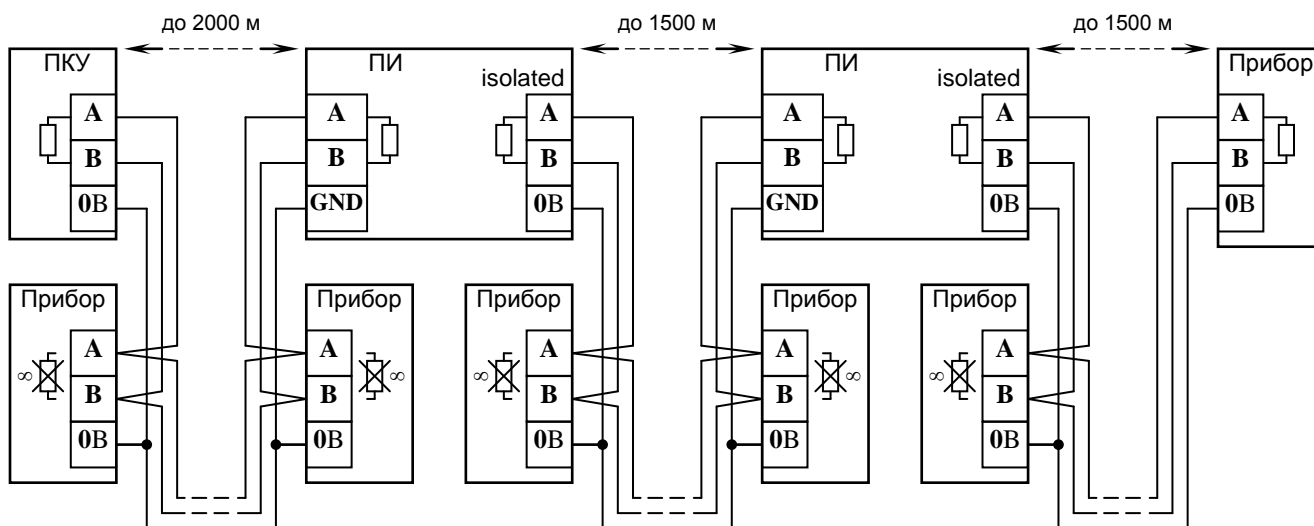 до 2000 м
до 1500 м
до 1500 м
ПКУ
A
B
0В
ПИ
A
B
GND
isolated
A
B
0В
ПИ
A
B
GND
isolated
A
B
0В
Прибор
A
B
0В
Прибор
∞
A
B
0В
Прибор
A
B
0В
∞
Прибор
∞
A
B
0В
Прибор
A
B
0В
∞
Прибор
∞
A
B
0В